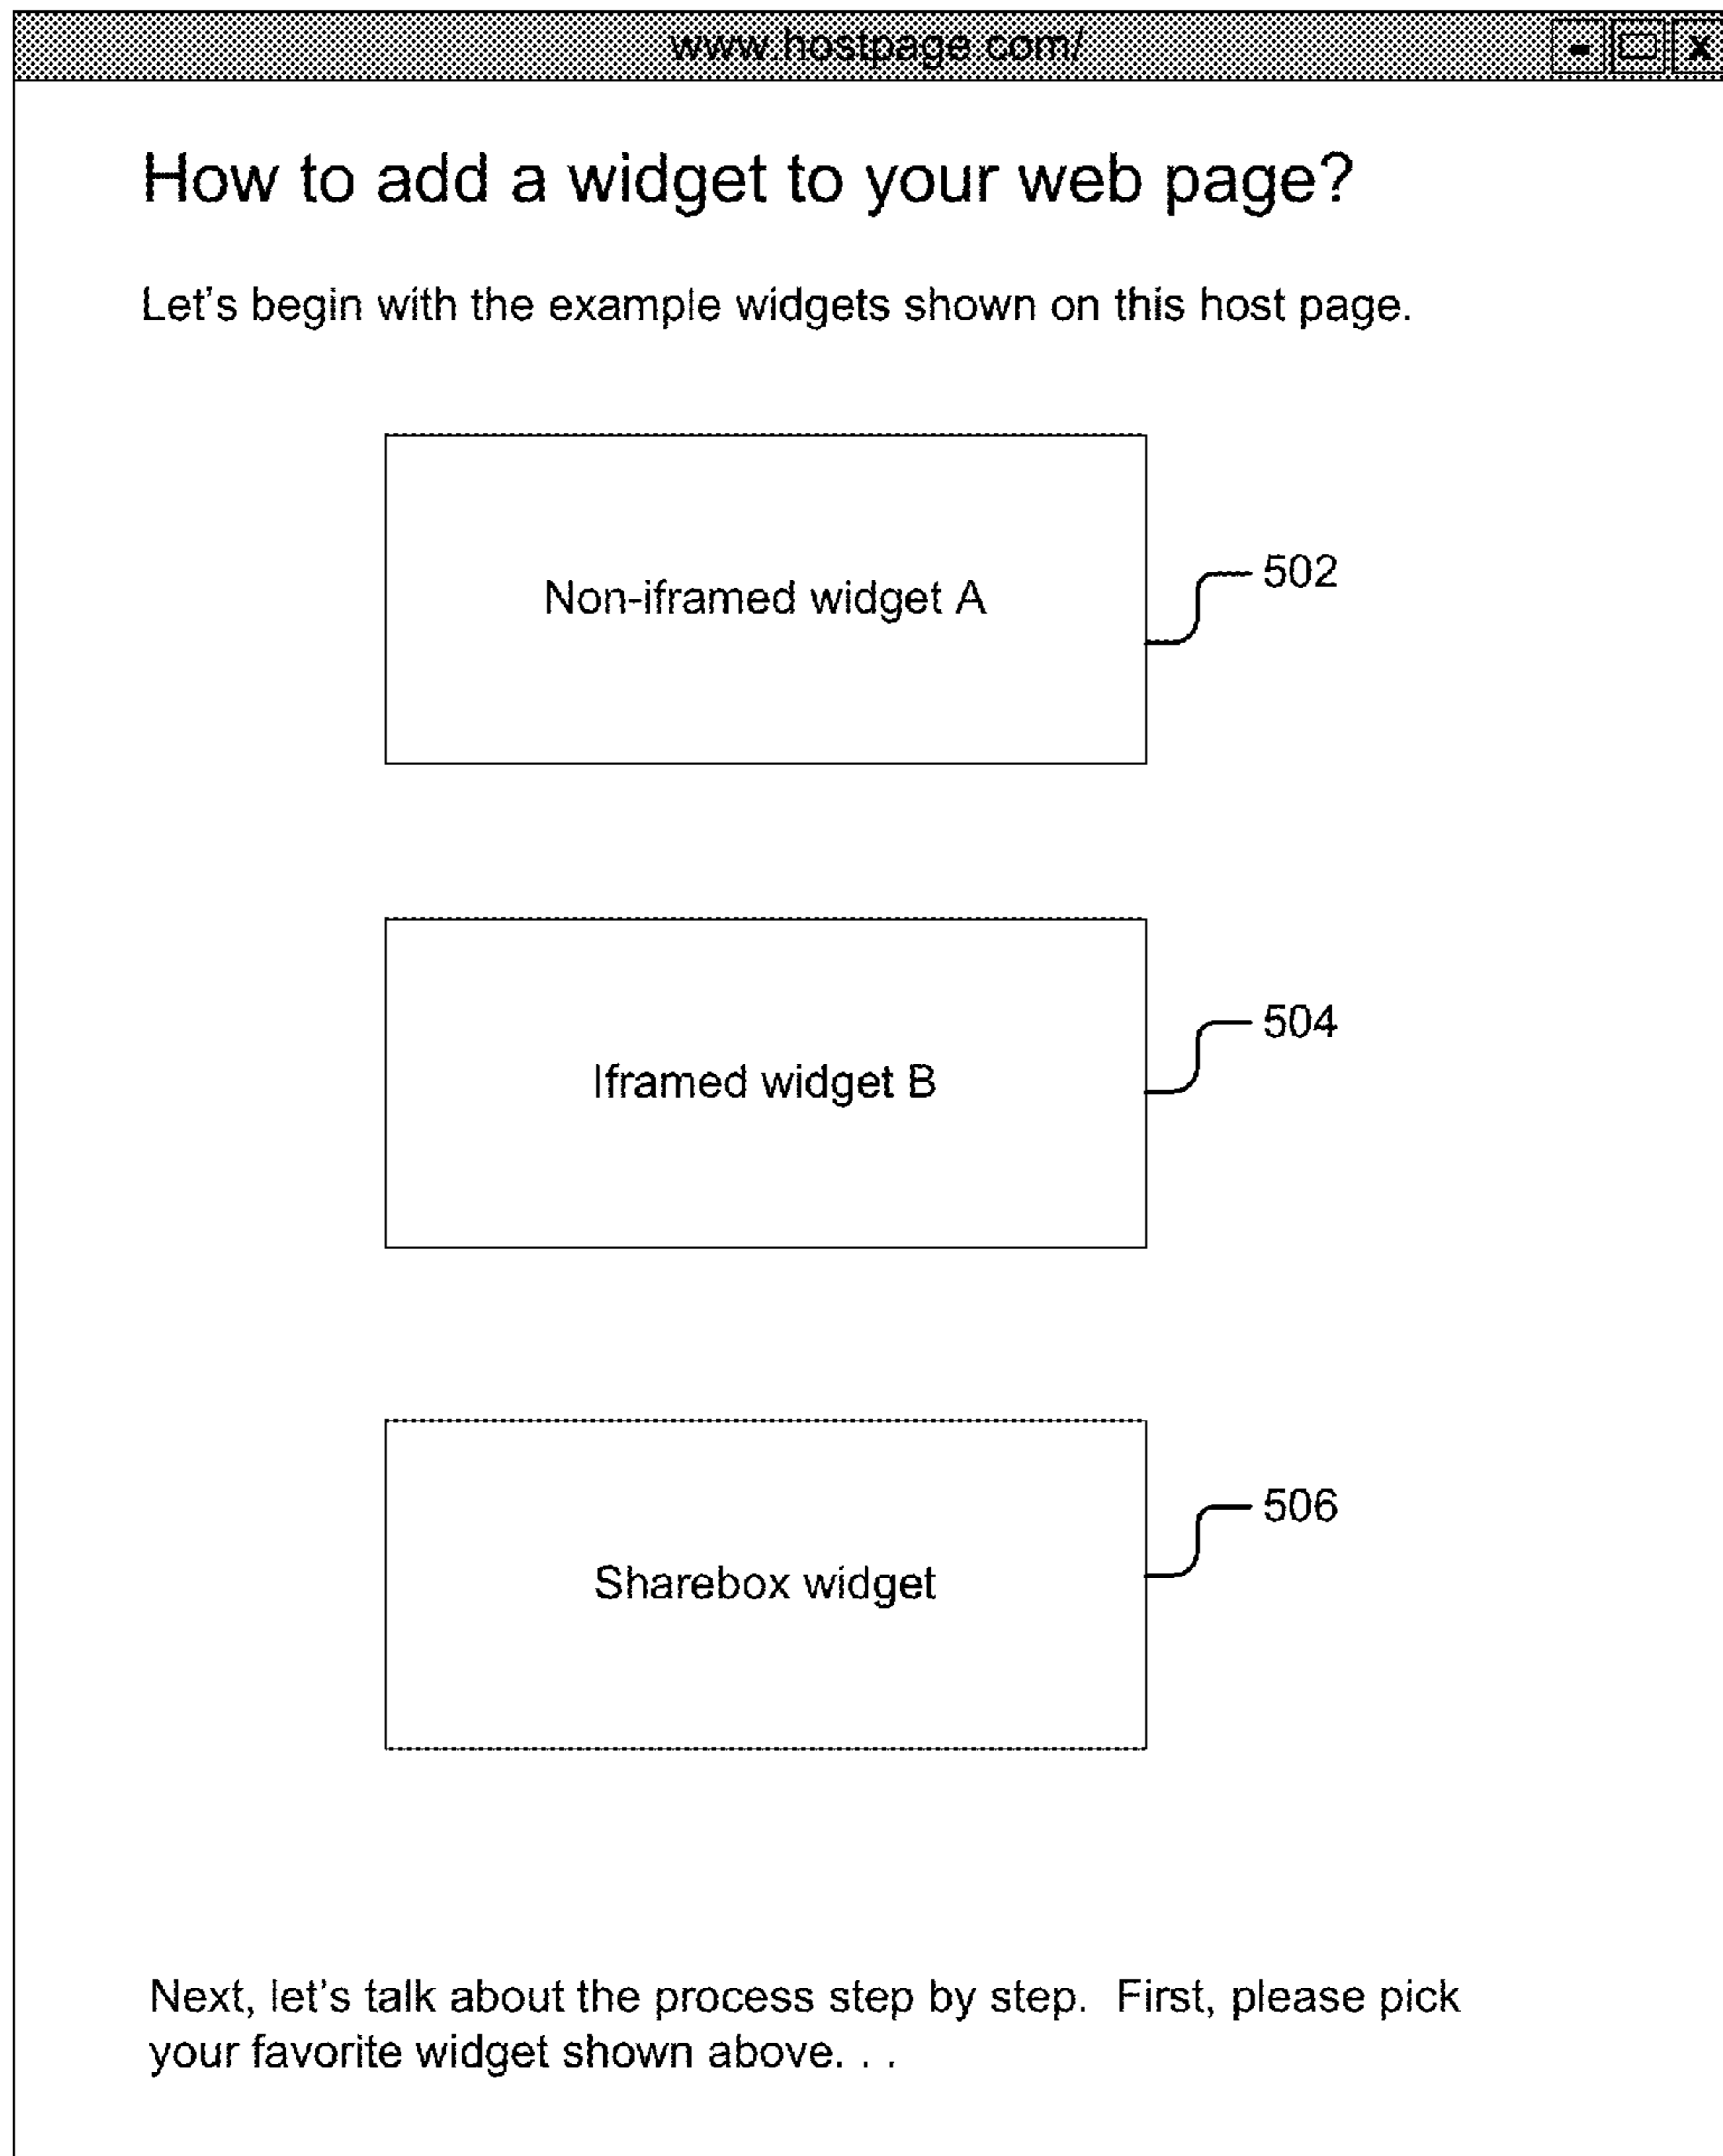 www.hostpage.com/
How to add a widget to your web page?
Let's begin with the example widgets shown on this host page.
Non-iframed widget A
502
Iframed widget B
504
506
Sharebox widget
Next, let's talk about the process step by step.  First, please pick
your favorite widget shown above. . .